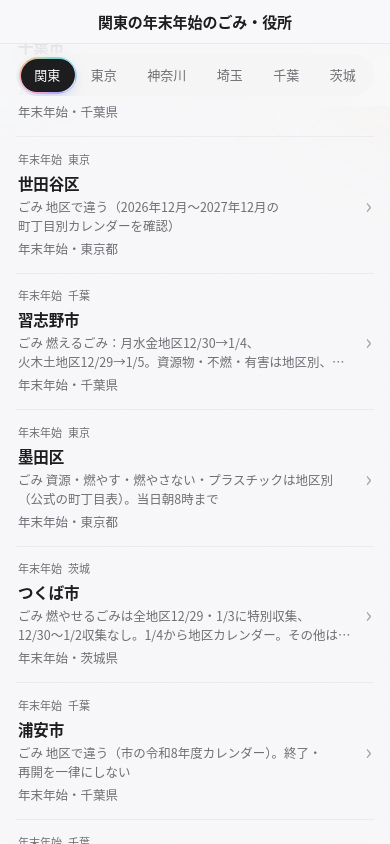 関東の年末年始のごみ・役所
千葉市
関東
東京
神奈川
埼玉
千葉
茨城
年末年始・千葉県
年末年始 東京
世田谷区
ごみ 地区で違う（2026年12月〜2027年12月の
町丁目別カレンダーを確認）
年末年始・東京都
年末年始 千葉
習志野市
ごみ 燃えるごみ：月水金地区12/30→1/4、
火木土地区12/29→1/5。資源物・不燃・有害は地区別、…
年末年始・千葉県
年末年始 東京
墨田区
ごみ 資源・燃やす・燃やさない・プラスチックは地区別
（公式の町丁目表）。当日朝8時まで
年末年始・東京都
年末年始 茨城
つくば市
ごみ 燃やせるごみは全地区12/29・1/3に特別収集、
12/30〜1/2収集なし。1/4から地区カレンダー。その他は…
年末年始・茨城県
年末年始 千葉
浦安市
ごみ 地区で違う（市の令和8年度カレンダー）。終了・
再開を一律にしない
年末年始・千葉県
年末年始 千葉